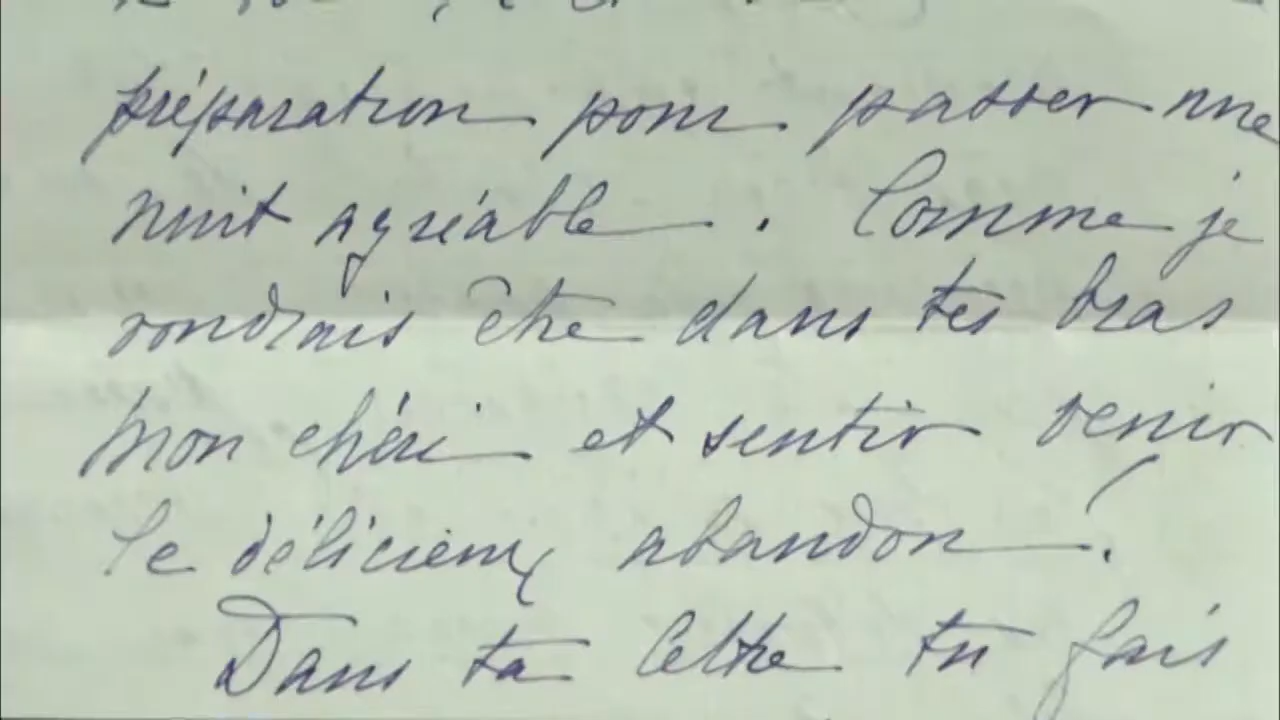 préparation pour passer une
nuit agréable. Comme je
voudrais être dans tes bras
mon chéri et sentir venir
le délicieux abandon !
Dans ta lettre tu fais